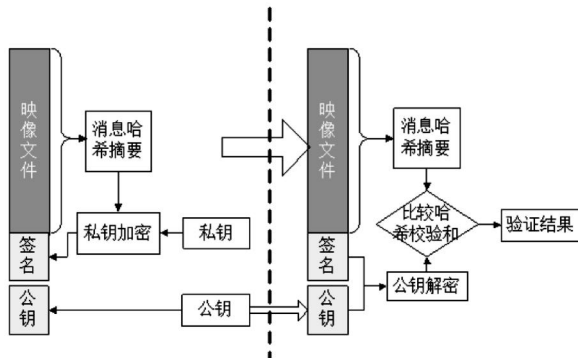 映像文件
消息哈
希摘要
私钥加密
私钥
签
名
公
钥
公钥
映像文件
消息哈
希摘要
比较哈
希校验和
验证结果
签
名
公钥解密
公
钥